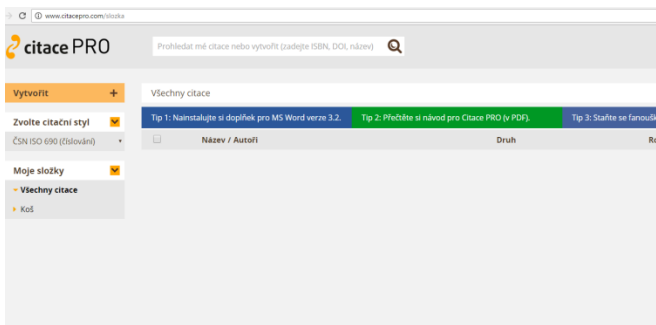 www.citacepro.com/slozka
citace PRO
Prohledat mé citace nebo vytvořit (zadejte ISBN, DOI, název)
Vytvořit +
Zvolte citační styl
ČSN ISO 690 (číslování)
Moje složky
Všechny citace
Koš
Všechny citace
Tip 1: Nainstalujte si doplněk pro MS Word verze 3.2.
Tip 2: Přečtěte si návod pro Citace PRO (v PDF).
Tip 3: Staňte se fanoušk
Název / Autoři
Druh
Ro